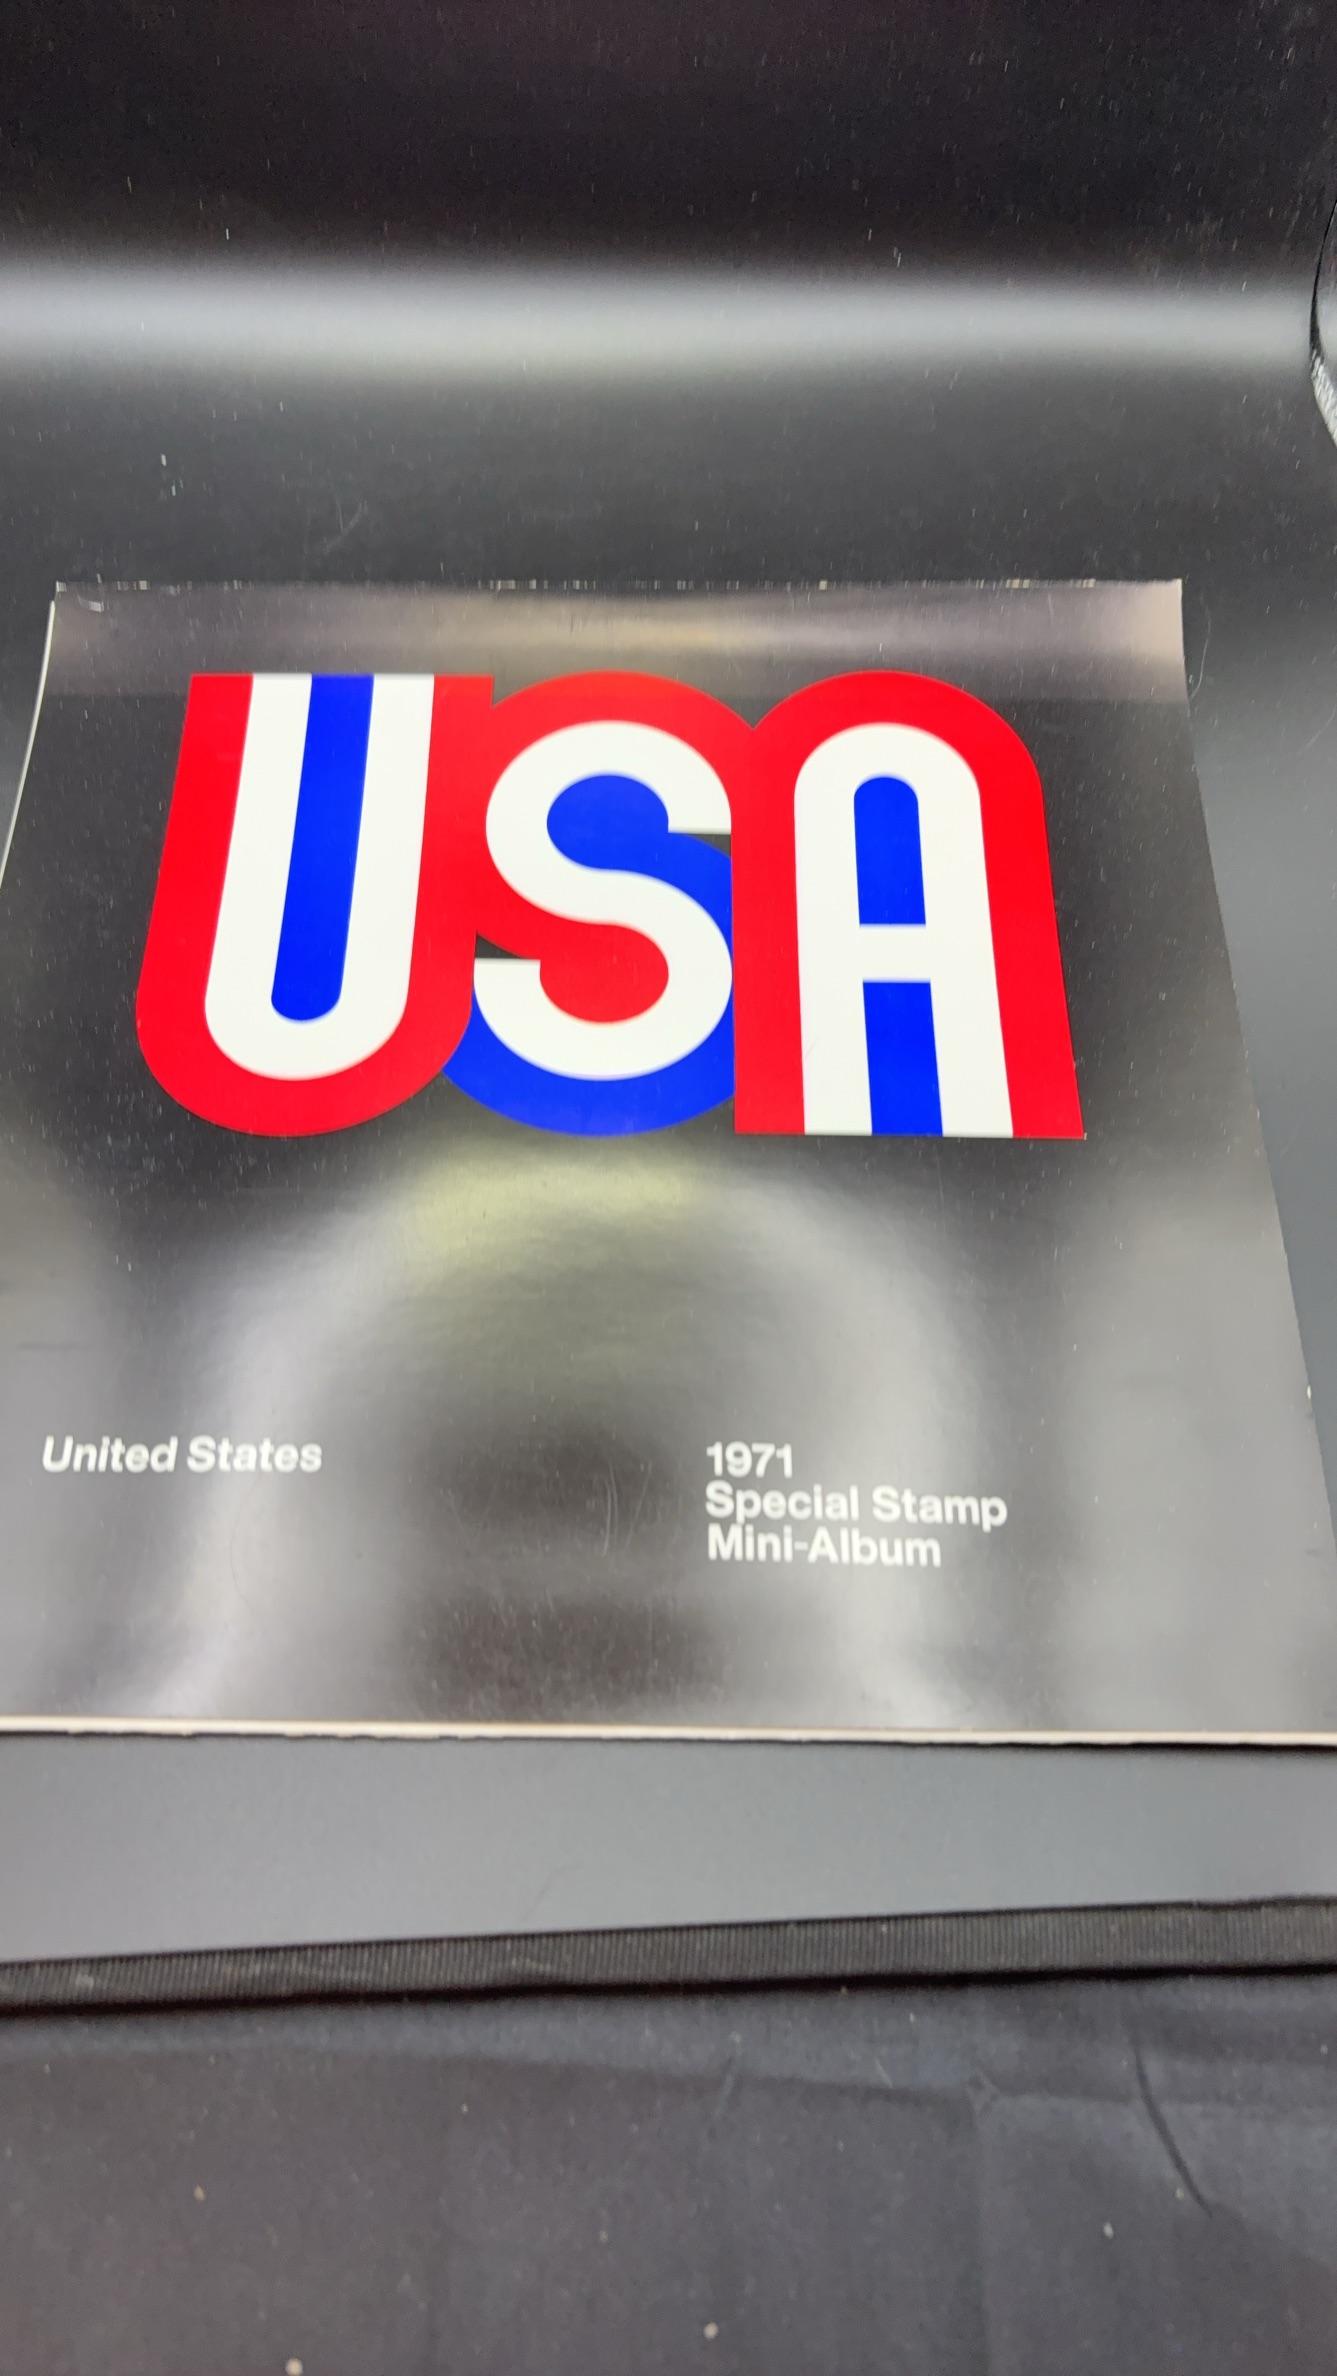 USA
United States
1971
Special Stamp
Mini-Album